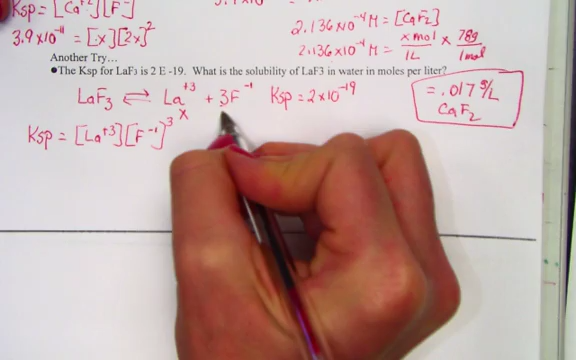 Ksp = [Ca⁺²][F⁻]
3.9 x 10⁻¹¹ = [x][2x]²
2.136 x 10⁻⁴ M = [CaF₂]
2.136 x 10⁻⁴ M = x mol / 1L x 78g / 1mol
Another Try…
●The Ksp for LaF₃ is 2 E -19. What is the solubility of LaF3 in water in moles per liter?
LaF₃ ⇌ La⁺³ + 3F⁻¹ Ksp = 2 x 10⁻¹⁹
x
= .017 g/L
CaF₂
Ksp = [La⁺³][F⁻¹]³